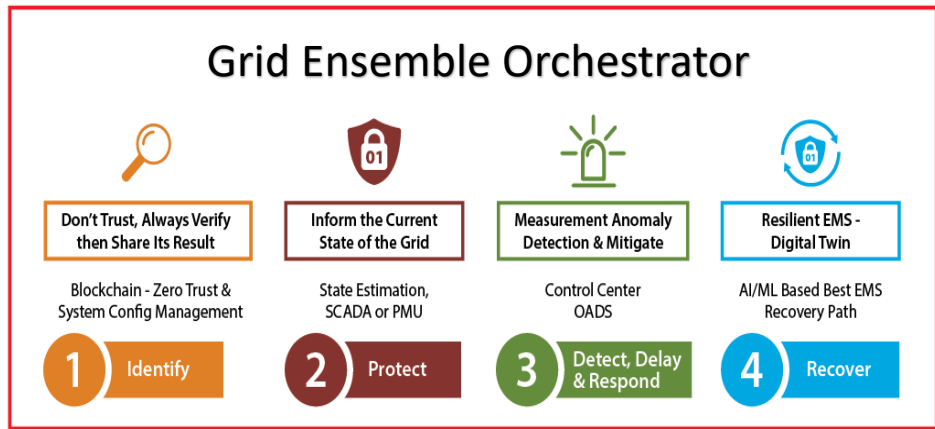 Grid Ensemble Orchestrator
01
01
Don't Trust, Always Verify
then Share Its Result
Inform the Current
State of the Grid
Measurement Anomaly
Detection & Mitigate
Resilient EMS -
Digital Twin
Blockchain - Zero Trust &
System Config Management
State Estimation,
SCADA or PMU
Control Center
OADS
AI/ML Based Best EMS
Recovery Path
1 Identify
2 Protect
3 Detect, Delay
& Respond
4 Recover